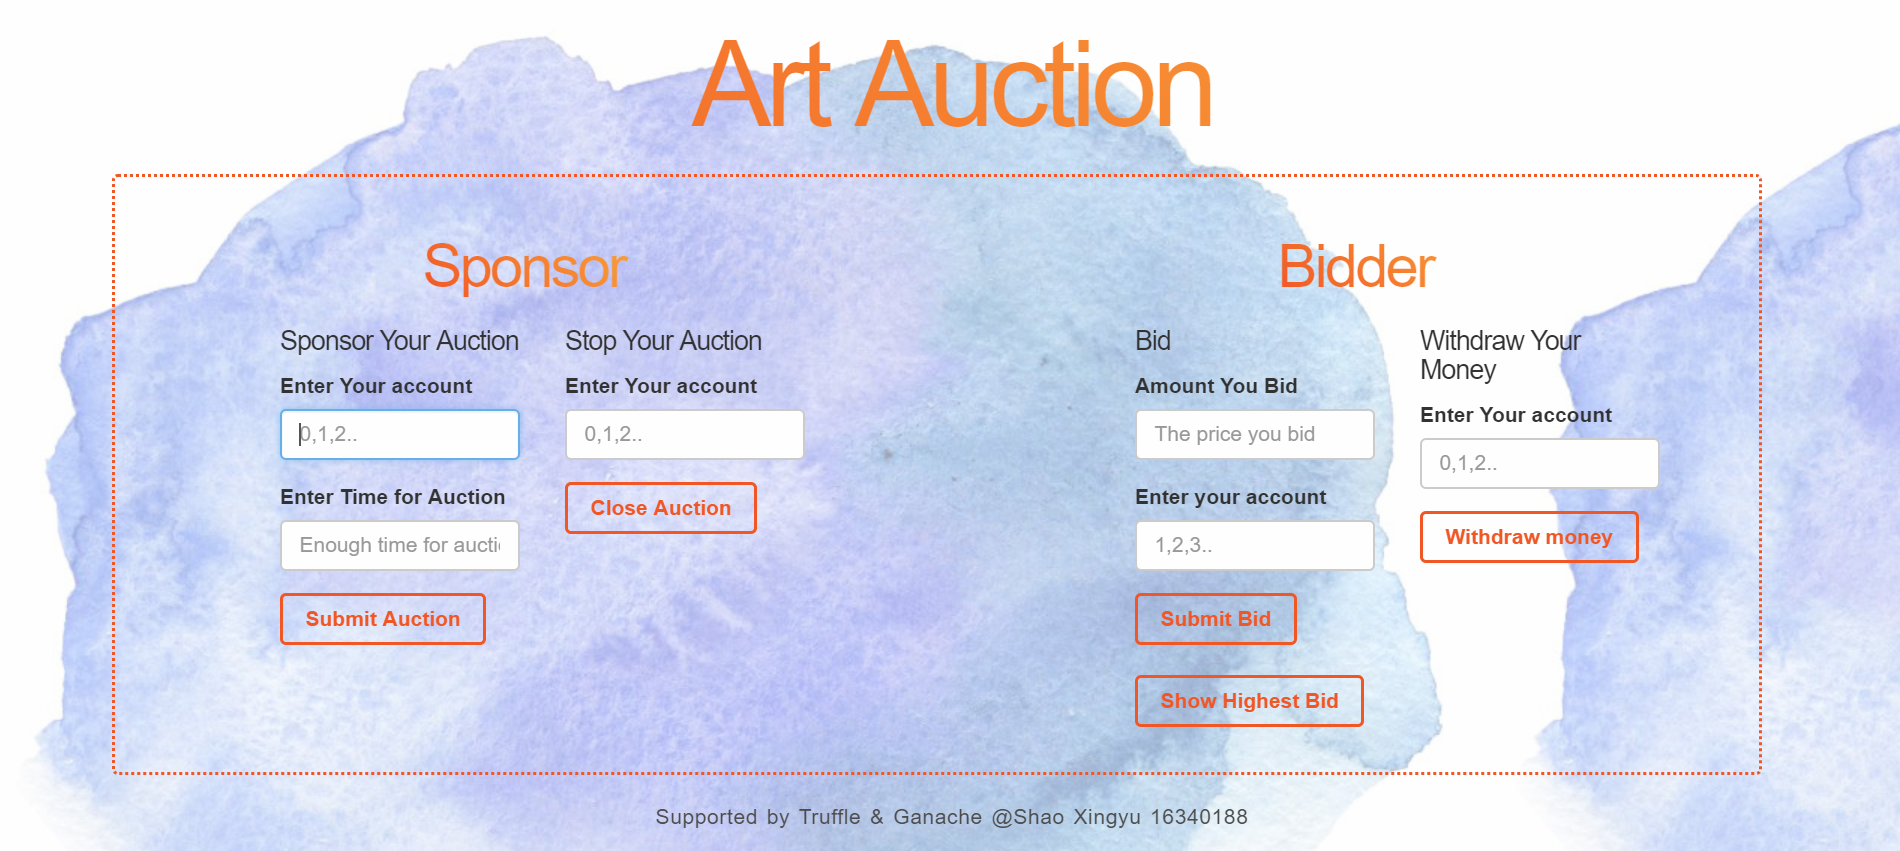 Art Auction
Sponsor
Sponsor Your Auction
Enter Your account
0,1,2..
Enter Time for Auction
Enough time for aucti
Submit Auction
Stop Your Auction
Enter Your account
0,1,2..
Close Auction
Bidder
Bid
Amount You Bid
The price you bid
Enter your account
1,2,3..
Submit Bid
Show Highest Bid
Withdraw Your
Money
Enter Your account
0,1,2..
Withdraw money
Supported by Truffle & Ganache @Shao Xingyu 16340188